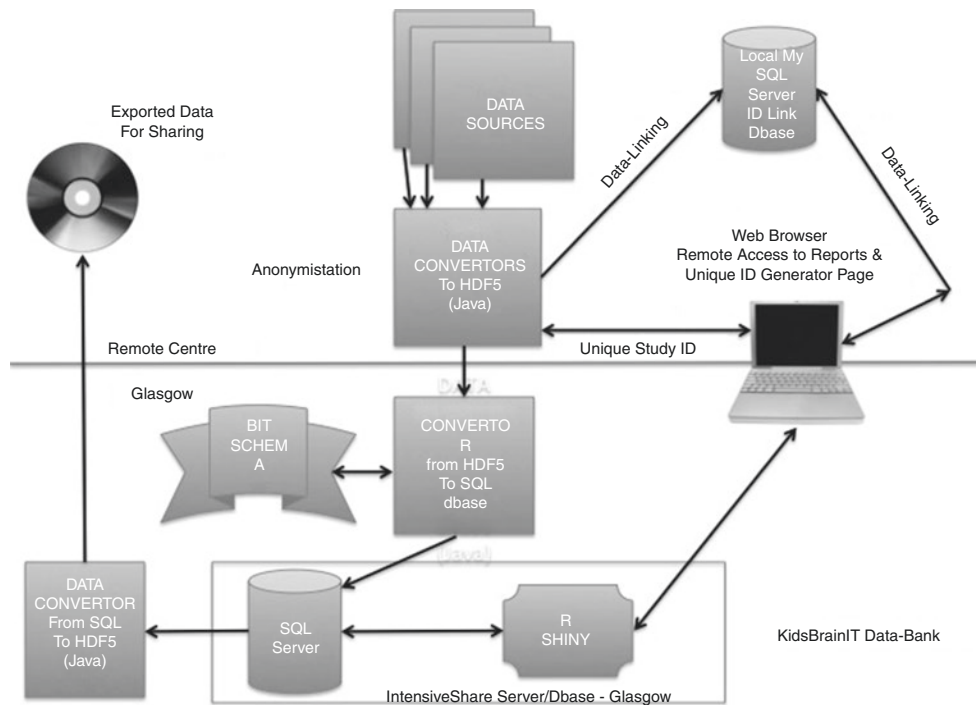 DATA
SOURCES
Local My
SQL
Server
ID Link
Dbase
Exported Data
For Sharing
Data-Linking
Data-Linking
DATA
CONVERTORS
To HDF5
(Java)
Anonymistation
Web Browser
Remote Access to Reports &
Unique ID Generator Page
Unique Study ID
Remote Centre
Glasgow
DATA
CONVERTO
R
from HDF5
To SQL
dbase
(Java)
BIT
SCHEM
A
DATA
CONVERTOR
From SQL
To HDF5
(Java)
SQL
Server
R
SHINY
KidsBrainIT Data-Bank
IntensiveShare Server/Dbase - Glasgow